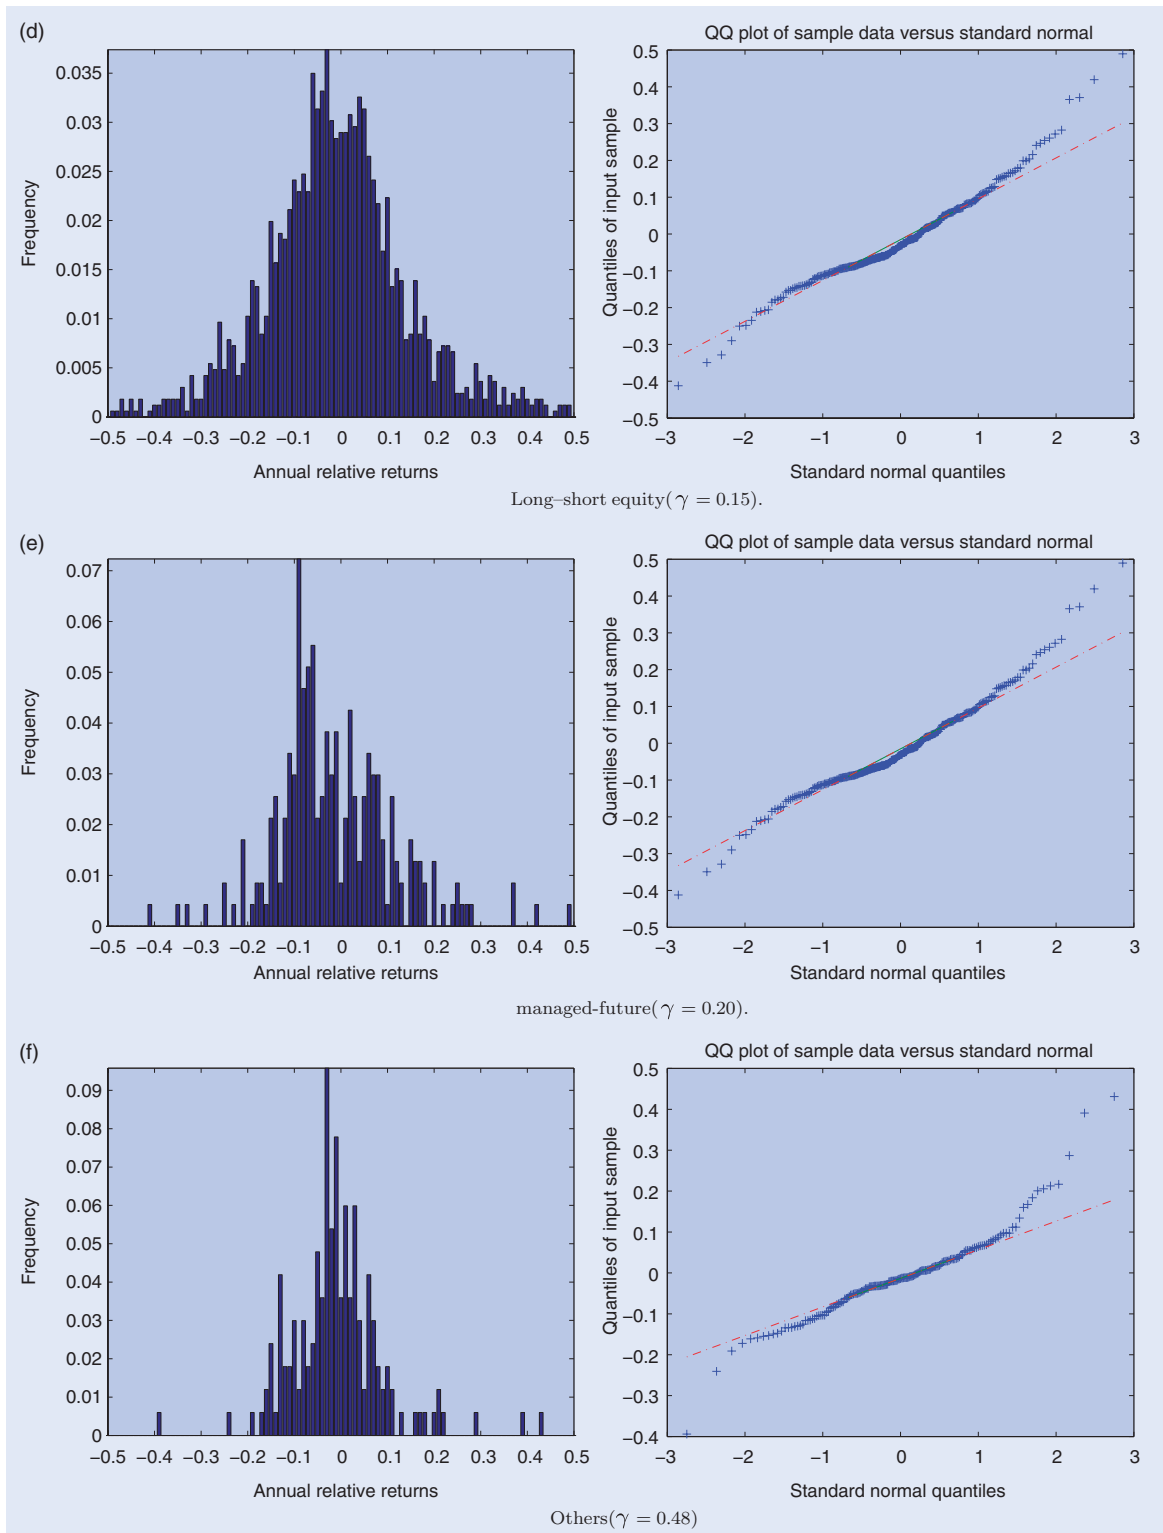 (d)
QQ plot of sample data versus standard normal
Frequency
0.035
0.03
0.025
0.02
0.015
0.01
0.005
0
−0.5 −0.4 −0.3 −0.2 −0.1 0 0.1 0.2 0.3 0.4 0.5
Annual relative returns
Quantiles of input sample
0.5
0.4
0.3
0.2
0.1
0
−0.1
−0.2
−0.3
−0.4
−0.5
−3 −2 −1 0 1 2 3
Standard normal quantiles
Long–short equity(γ = 0.15).
(e)
QQ plot of sample data versus standard normal
Frequency
0.07
0.06
0.05
0.04
0.03
0.02
0.01
0
−0.5 −0.4 −0.3 −0.2 −0.1 0 0.1 0.2 0.3 0.4 0.5
Annual relative returns
Quantiles of input sample
0.5
0.4
0.3
0.2
0.1
0
−0.1
−0.2
−0.3
−0.4
−0.5
−3 −2 −1 0 1 2 3
Standard normal quantiles
managed-future(γ = 0.20).
(f)
QQ plot of sample data versus standard normal
Frequency
0.09
0.08
0.07
0.06
0.05
0.04
0.03
0.02
0.01
0
−0.5 −0.4 −0.3 −0.2 −0.1 0 0.1 0.2 0.3 0.4 0.5
Annual relative returns
Quantiles of input sample
0.5
0.4
0.3
0.2
0.1
0
−0.1
−0.2
−0.3
−0.4
−3 −2 −1 0 1 2 3
Standard normal quantiles
Others(γ = 0.48)